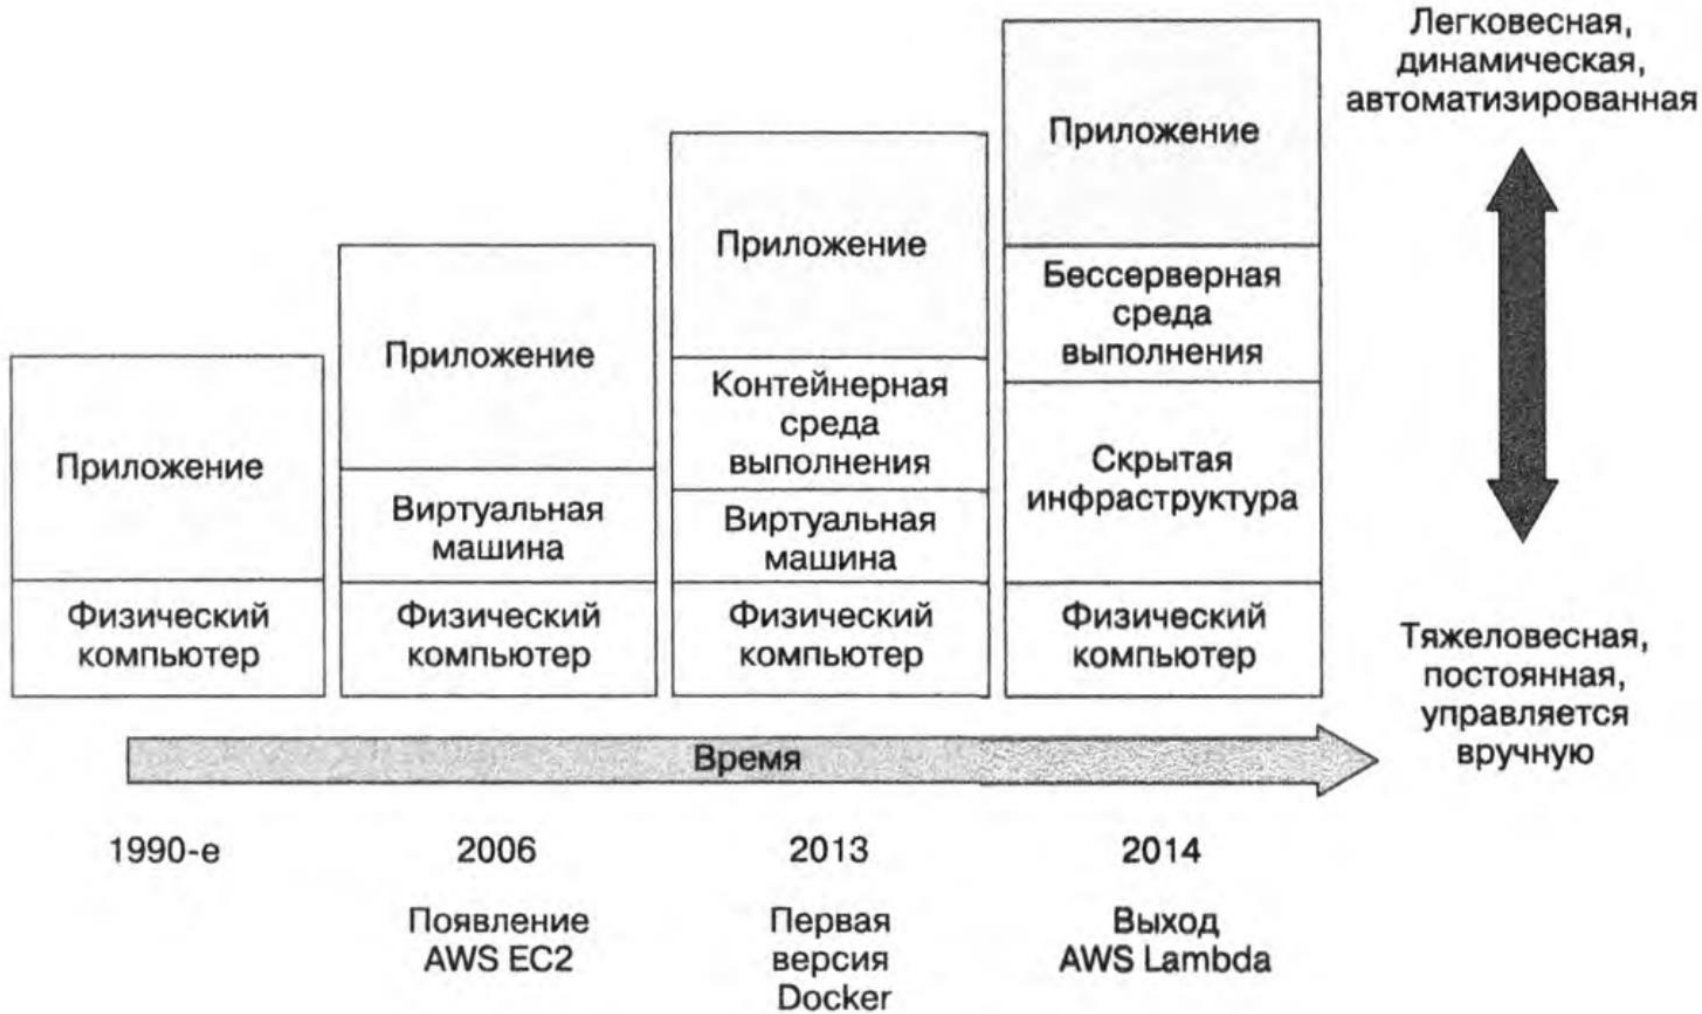 Приложение
Физический
компьютер
Приложение
Виртуальная
машина
Физический
компьютер
Приложение
Контейнерная
среда
выполнения
Виртуальная
машина
Физический
компьютер
Приложение
Бессерверная
среда
выполнения
Скрытая
инфраструктура
Физический
компьютер
Легковесная,
динамическая,
автоматизированная
Тяжеловесная,
постоянная,
управляется
вручную
Время
1990-е
2006
Появление
AWS EC2
2013
Первая
версия
Docker
2014
Выход
AWS Lambda